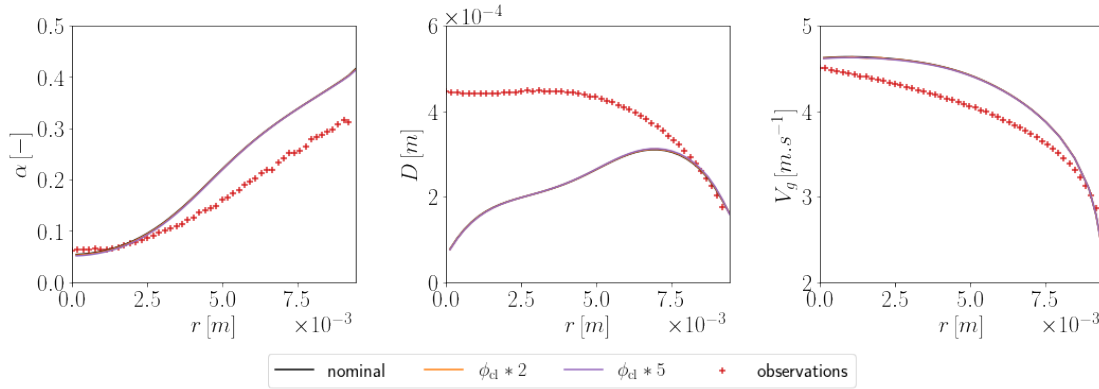 ×10⁻⁴
0.5
0.4
0.3
0.2
0.1
0.0
α [−]
0.0 2.5 5.0 7.5
r [m] ×10⁻³
6
4
2
0
D [m]
0.0 2.5 5.0 7.5
r [m] ×10⁻³
5
4
3
2
V_g [m.s⁻¹]
0.0 2.5 5.0 7.5
r [m] ×10⁻³
nominal ϕ_cl * 2 ϕ_cl * 5 observations